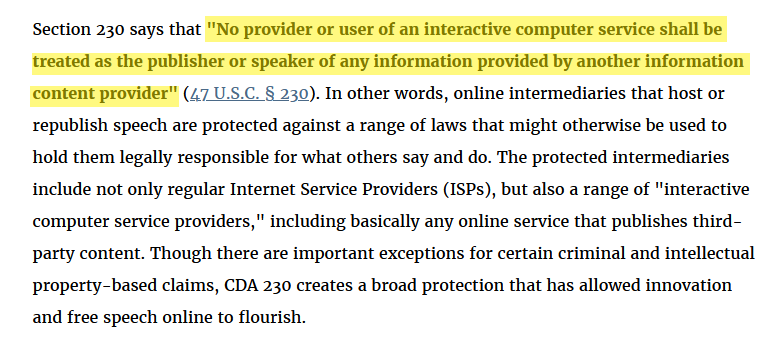 Section 230 says that "No provider or user of an interactive computer service shall be
treated as the publisher or speaker of any information provided by another information
content provider" (47 U.S.C. § 230). In other words, online intermediaries that host or
republish speech are protected against a range of laws that might otherwise be used to
hold them legally responsible for what others say and do. The protected intermediaries
include not only regular Internet Service Providers (ISPs), but also a range of "interactive
computer service providers," including basically any online service that publishes third-
party content. Though there are important exceptions for certain criminal and intellectual
property-based claims, CDA 230 creates a broad protection that has allowed innovation
and free speech online to flourish.